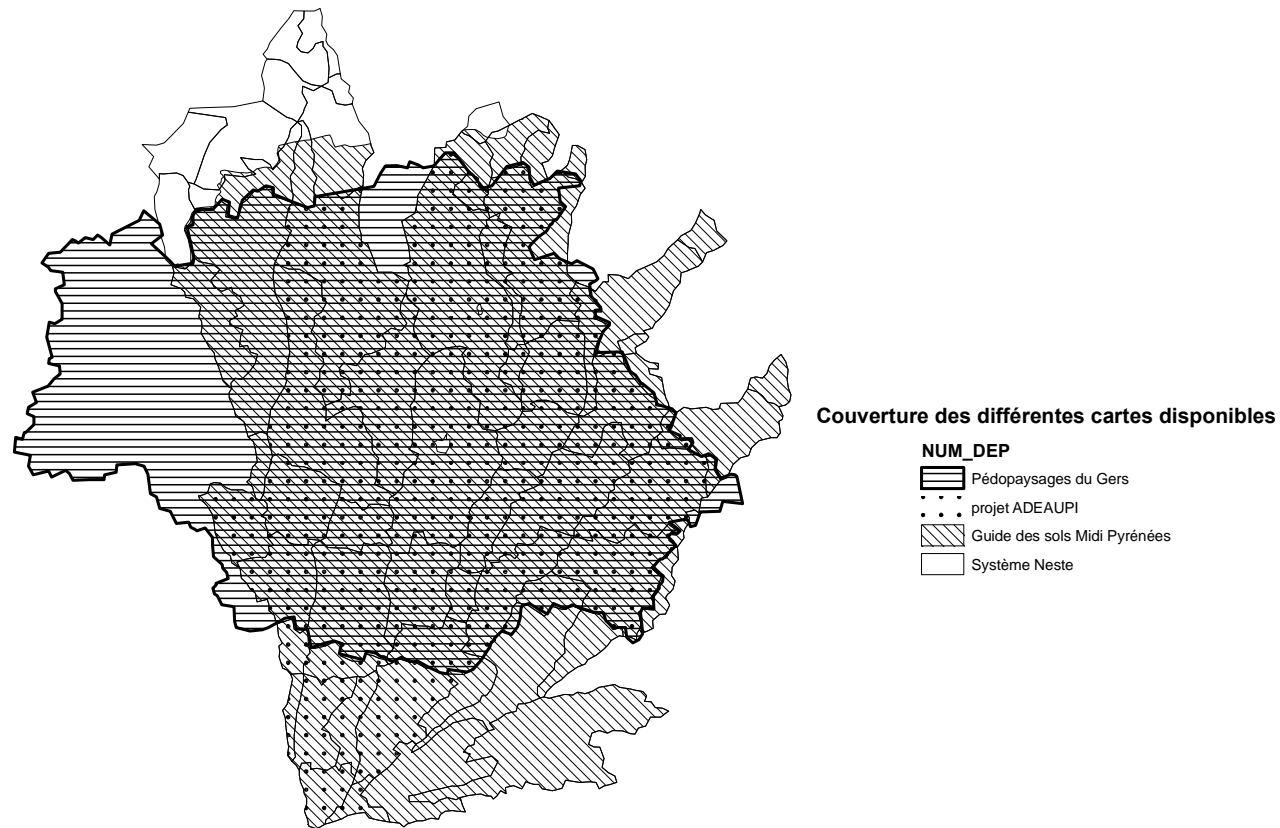 Couverture des différentes cartes disponibles
NUM_DEP
Pédopaysages du Gers
projet ADEAUPI
Guide des sols Midi Pyrénées
Système Neste